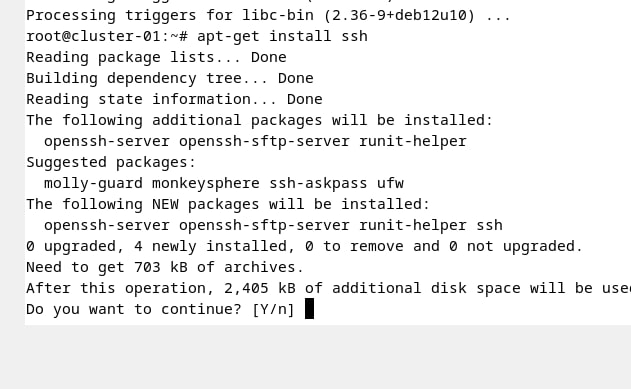 Processing triggers for libc-bin (2.36-9+deb12u10) ...
root@cluster-01:~# apt-get install ssh
Reading package lists... Done
Building dependency tree... Done
Reading state information... Done
The following additional packages will be installed:
  openssh-server openssh-sftp-server runit-helper
Suggested packages:
  molly-guard monkeysphere ssh-askpass ufw
The following NEW packages will be installed:
  openssh-server openssh-sftp-server runit-helper ssh
0 upgraded, 4 newly installed, 0 to remove and 0 not upgraded.
Need to get 703 kB of archives.
After this operation, 2,405 kB of additional disk space will be use
Do you want to continue? [Y/n]